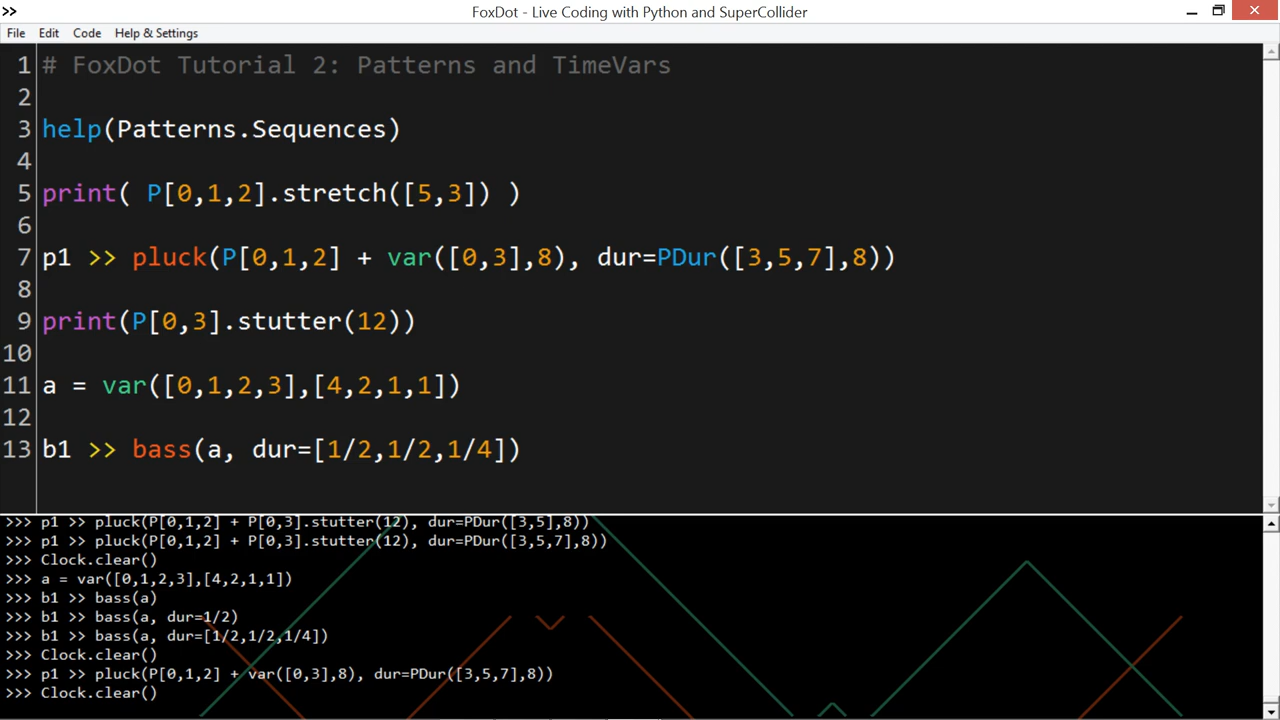 FoxDot - Live Coding with Python and SuperCollider
File Edit Code Help & Settings
1 # FoxDot Tutorial 2: Patterns and TimeVars
2
3 help(Patterns.Sequences)
4
5 print( P[0,1,2].stretch([5,3]) )
6
7 p1 >> pluck(P[0,1,2] + var([0,3],8), dur=PDur([3,5,7],8))
8
9 print(P[0,3].stutter(12))
10
11 a = var([0,1,2,3],[4,2,1,1])
12
13 b1 >> bass(a, dur=[1/2,1/2,1/4])
>>> p1 >> pluck(P[0,1,2] + P[0,3].stutter(12), dur=PDur([3,5],8))
>>> p1 >> pluck(P[0,1,2] + P[0,3].stutter(12), dur=PDur([3,5,7],8))
>>> Clock.clear()
>>> a = var([0,1,2,3],[4,2,1,1])
>>> b1 >> bass(a)
>>> b1 >> bass(a, dur=1/2)
>>> b1 >> bass(a, dur=[1/2,1/2,1/4])
>>> Clock.clear()
>>> p1 >> pluck(P[0,1,2] + var([0,3],8), dur=PDur([3,5,7],8))
>>> Clock.clear()